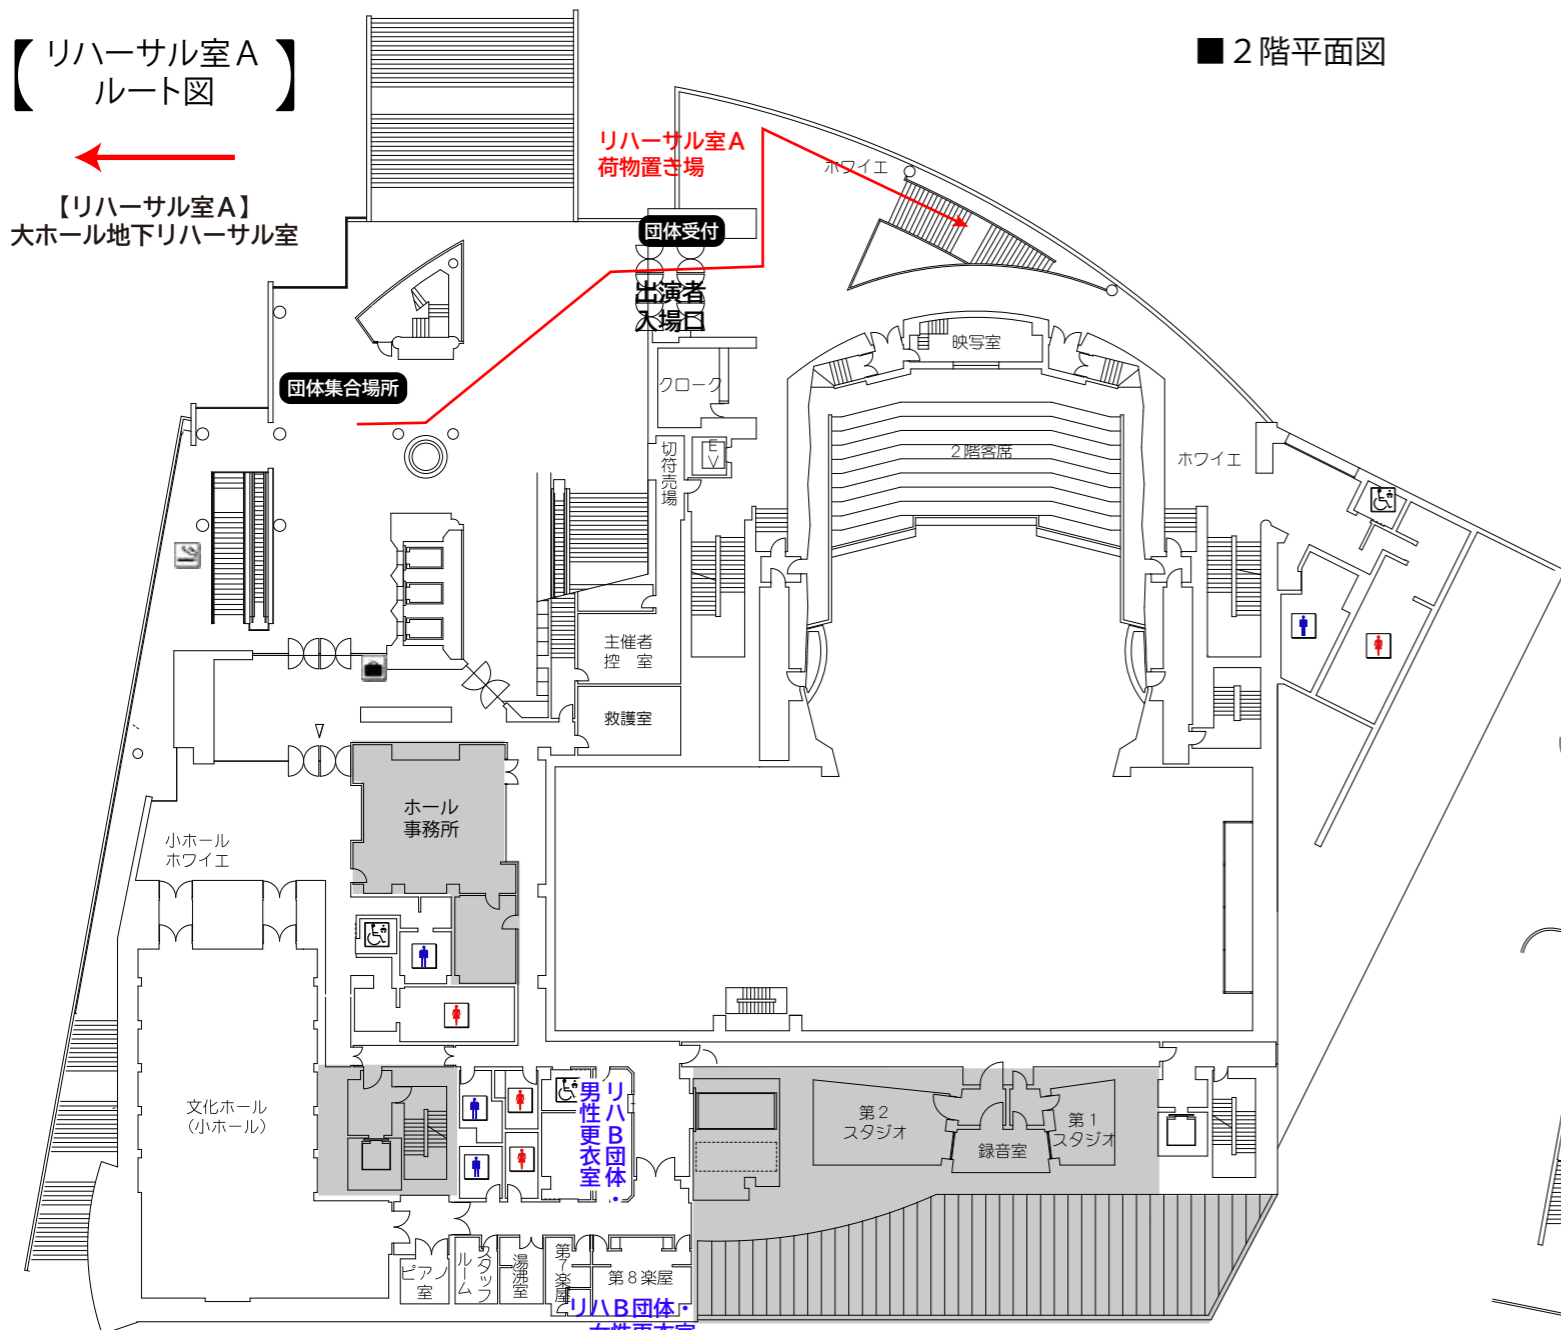 【リハーサル室A
ルート図】
■２階平面図
【リハーサル室A】
大ホール地下リハーサル室
リハーサル室A
荷物置き場
ホワイエ
団体受付
出演者
入場口
団体集合場所
映写室
クローク
EV
切符売場
2階客席
ホワイエ
主催者
控　室
救護室
ホール
事務所
小ホール
ホワイエ
文化ホール
（小ホール）
リハB団体・
男性更衣室
第2
スタジオ
第1
スタジオ
録音室
ピアノ
室
スタッフ
ルーム
湯沸室
第7楽屋
第8楽屋
リハB団体・
女性更衣室